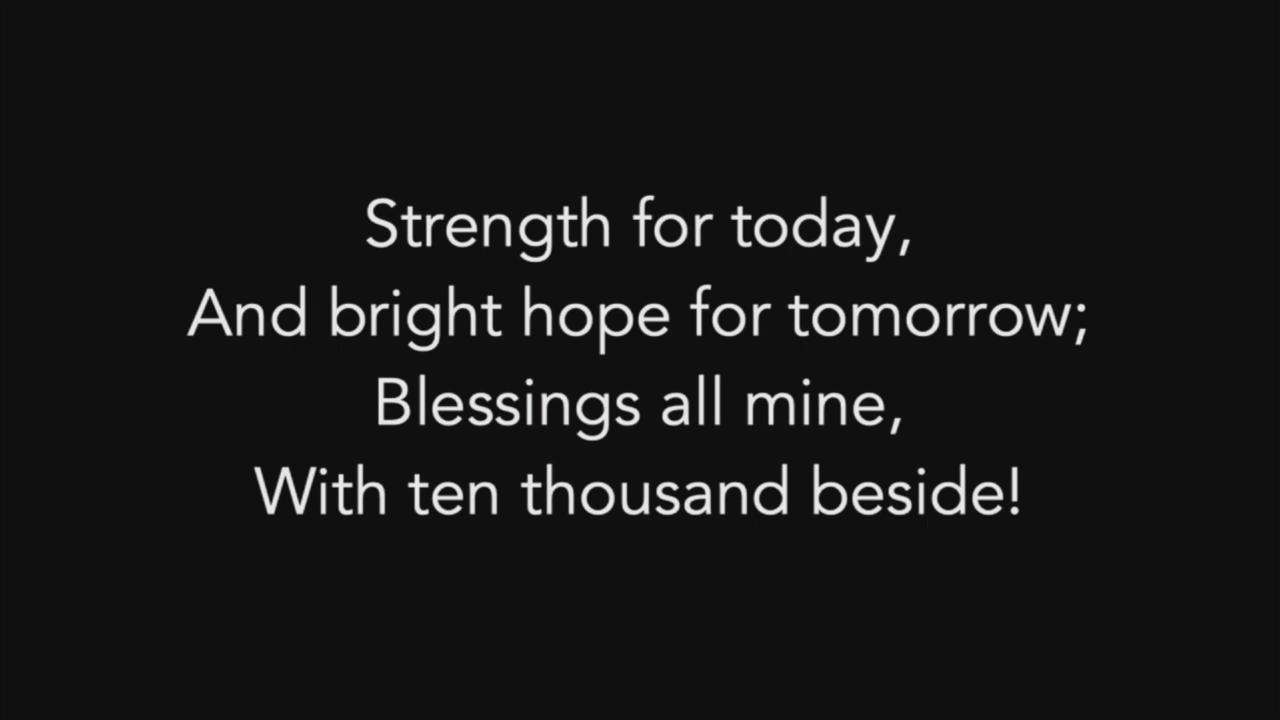 Strength for today,
And bright hope for tomorrow;
Blessings all mine,
With ten thousand beside!